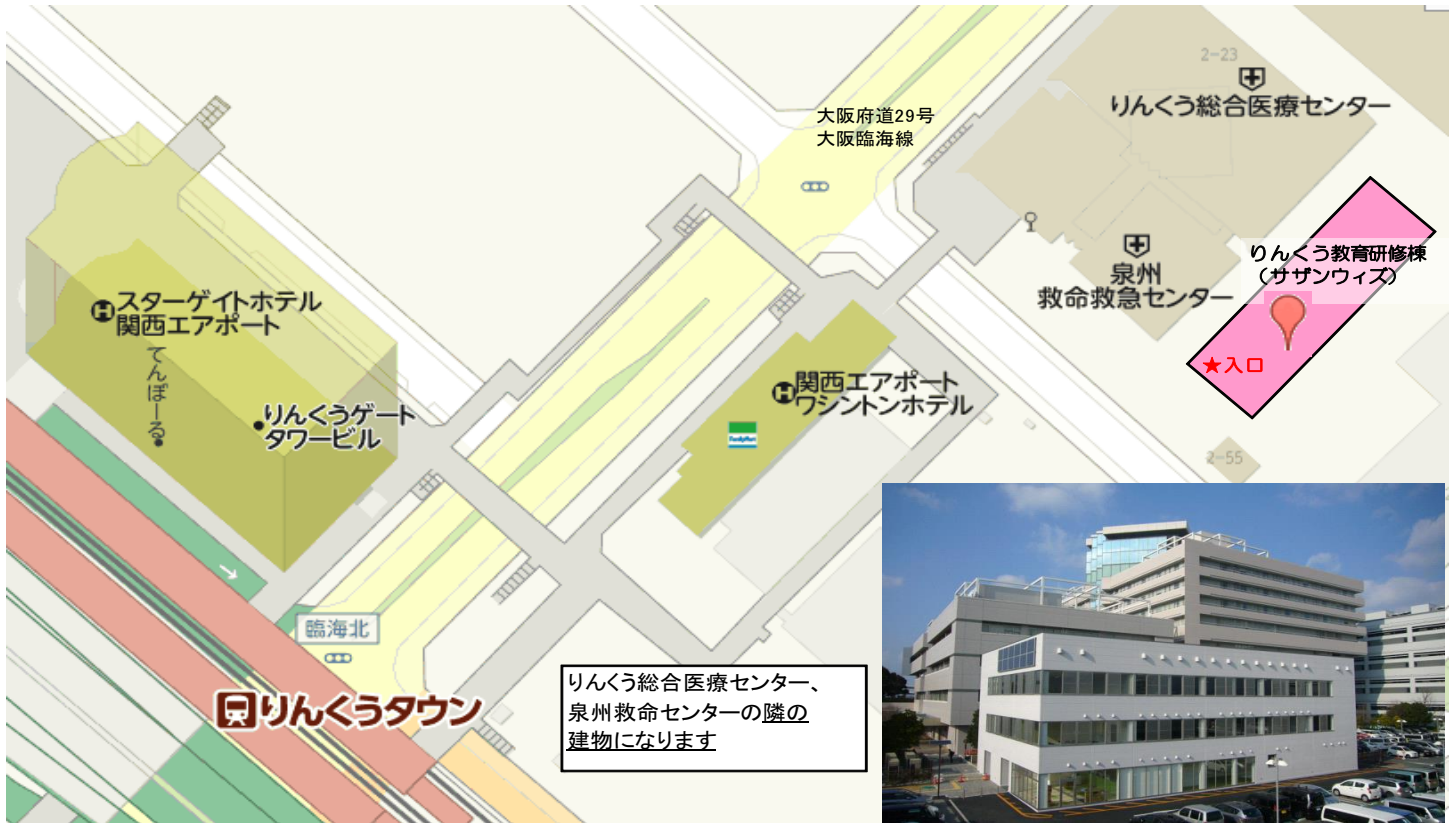 2-23
りんくう総合医療センター
大阪府道29号
大阪臨海線
りんくう教育研修棟
（サザンウィズ）
泉州
救命救急センター
★入口
スターゲイトホテル
関西エアポート
てんぽーる
りんくうゲート
タワービル
関西エアポート
ワシントンホテル
FamilyMart
2-55
臨海北
りんくうタウン
りんくう総合医療センター、
泉州救命センターの隣の
建物になります